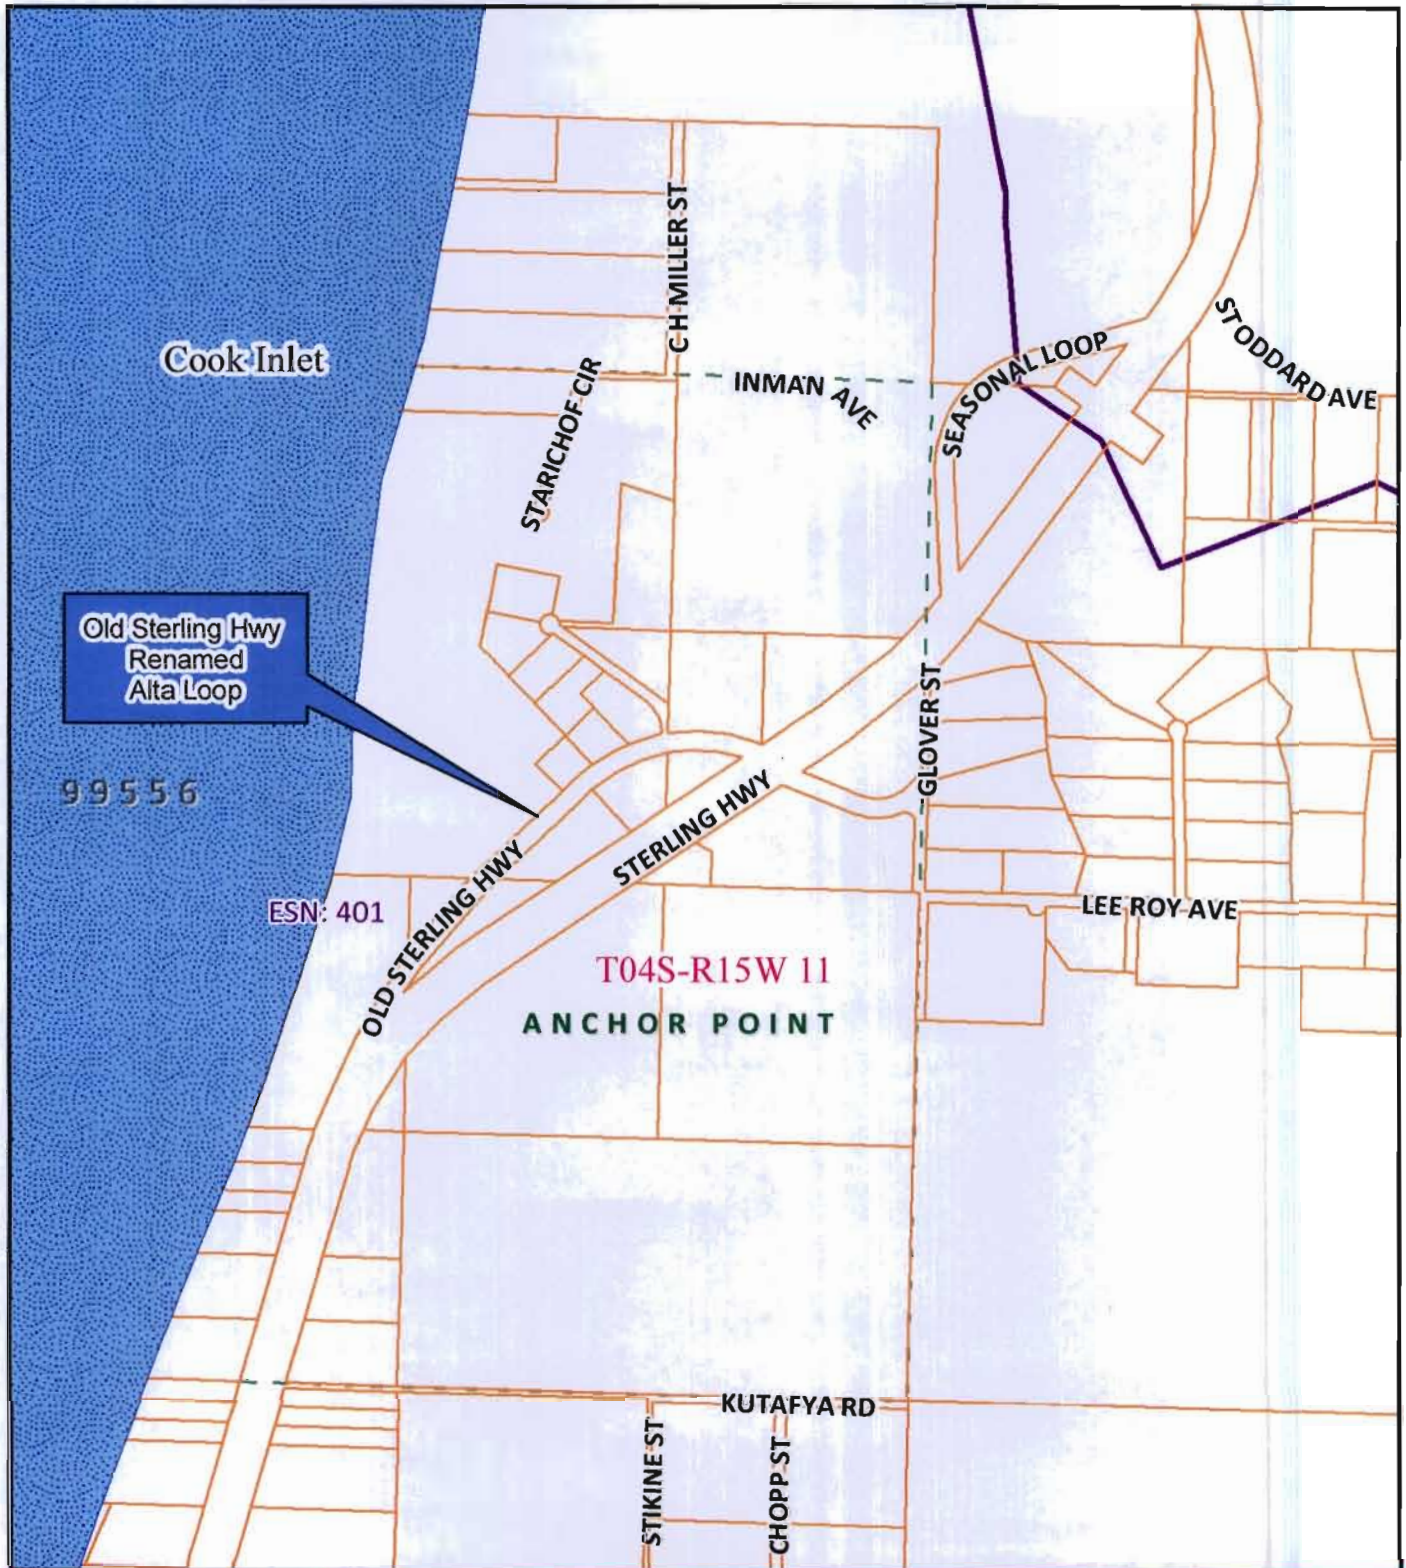 C H MILLER ST
STODDARD AVE
SEASONAL LOOP
Cook Inlet
STARICHOF CIR
INMAN AVE
Old Sterling Hwy
Renamed
Alta Loop
GLOVER ST
99556
STERLING HWY
OLD STERLING HWY
ESN: 401
LEE ROY AVE
T04S-R15W 11
ANCHOR POINT
KUTAFYA RD
STIKINE ST
CHOPP ST